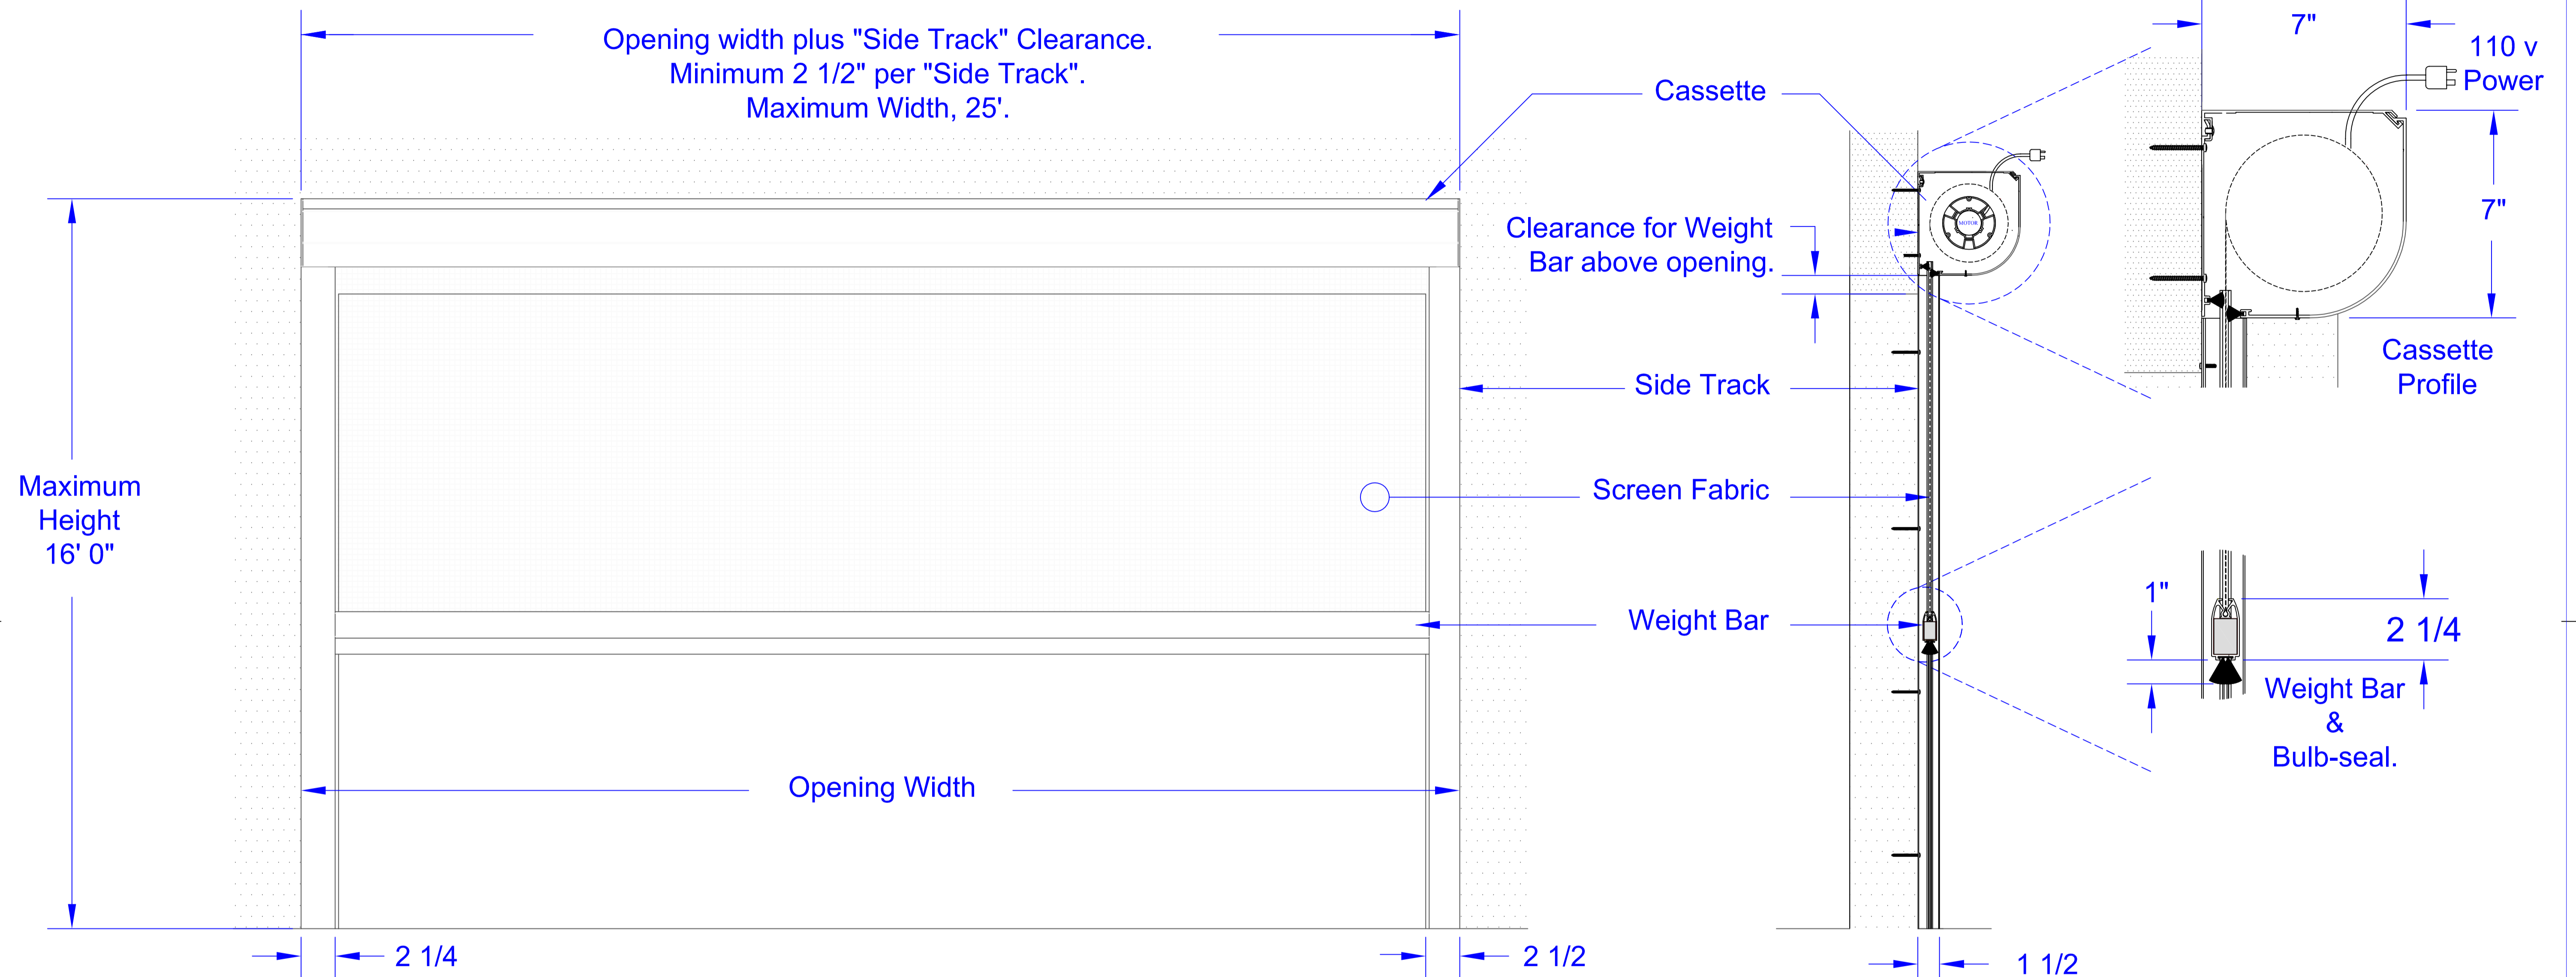 Opening width plus "Side Track" Clearance.
Minimum 2 1/2" per "Side Track".
Maximum Width, 25'.
Cassette
7"
110 v
Power
7"
Cassette
Profile
MOTOR
Clearance for Weight
Bar above opening.
Side Track
Maximum
Height
16' 0"
Screen Fabric
Weight Bar
1"
2 1/4
Weight Bar
&
Bulb-seal.
Opening Width
2 1/4
2 1/2
1 1/2